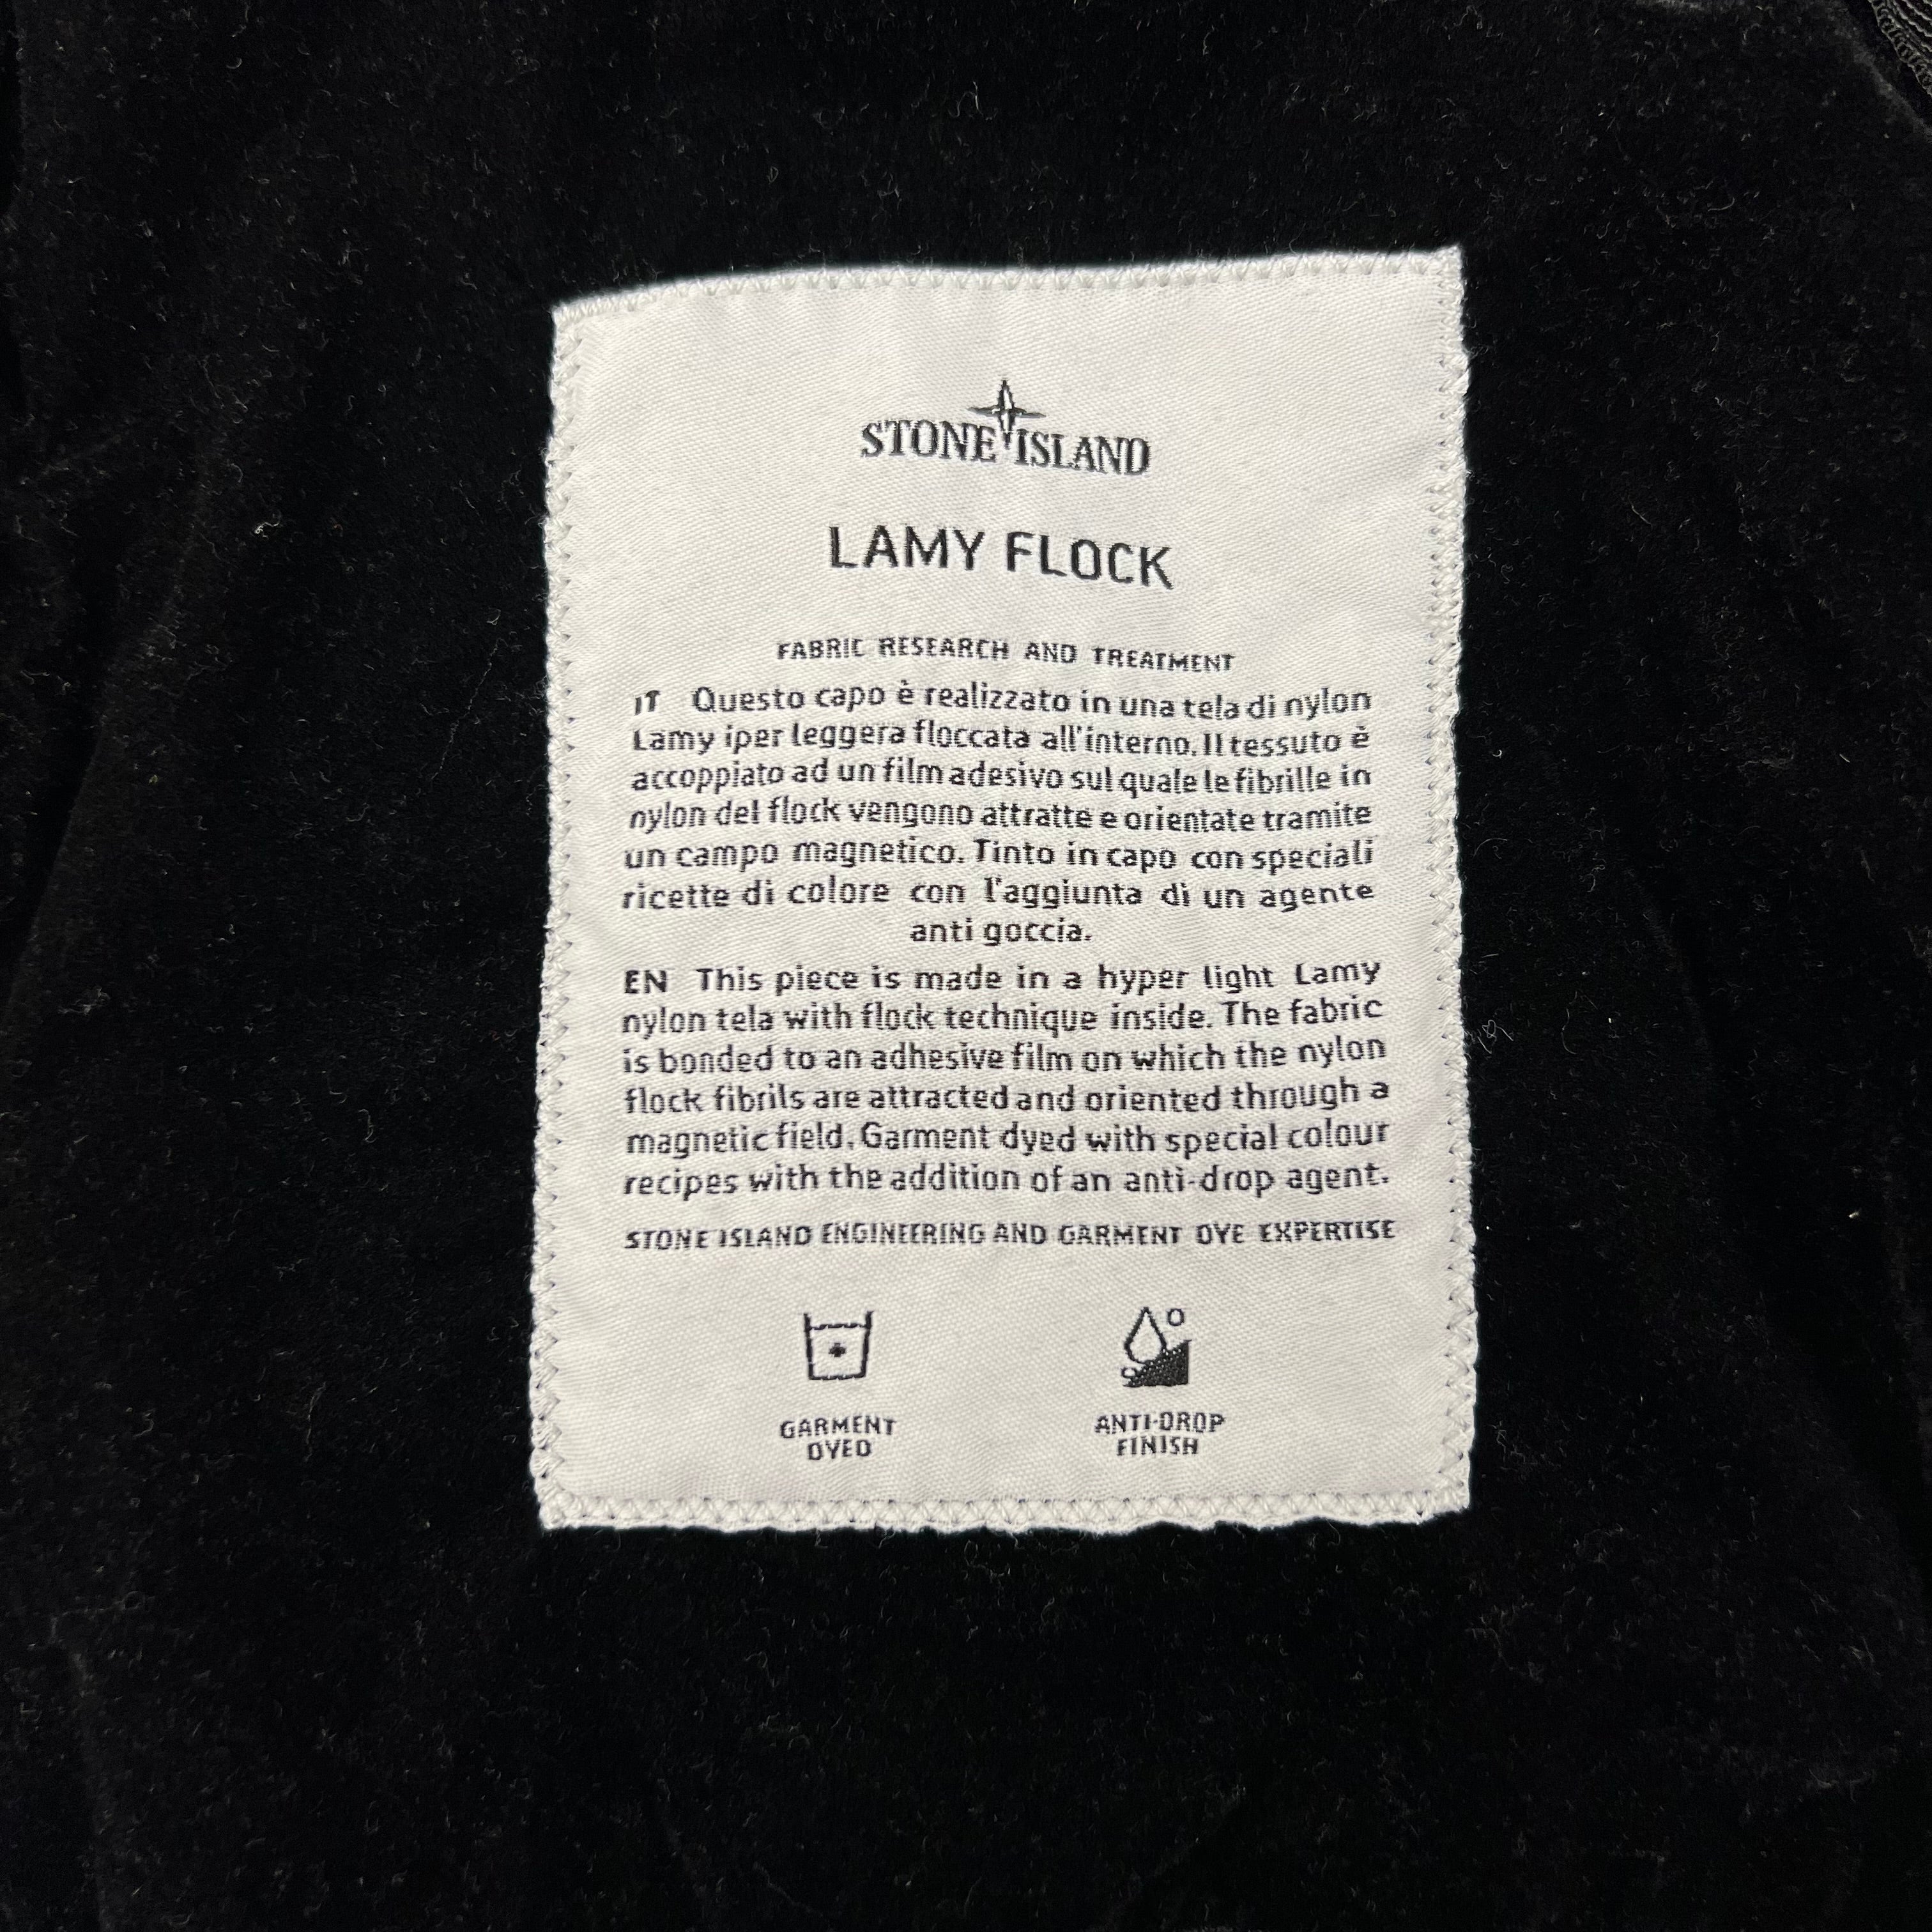 STONE ISLAND
LAMY FLOCK
FABRIC RESEARCH AND TREATMENT
IT Questo capo è realizzato in una tela di nylon
Lamy iper leggera floccata all'interno. Il tessuto è
accoppiato ad un film adesivo sul quale le fibrille in
nylon del flock vengono attratte e orientate tramite
un campo magnetico. Tinto in capo con speciali
ricette di colore con l'aggiunta di un agente
anti goccia.
EN This piece is made in a hyper light Lamy
nylon tela with flock technique inside. The fabric
is bonded to an adhesive film on which the nylon
flock fibrils are attracted and oriented through a
magnetic field. Garment dyed with special colour
recipes with the addition of an anti-drop agent.
STONE ISLAND ENGINEERING AND GARMENT DYE EXPERTISE
GARMENT
DYED
ANTI-DROP
FINISH